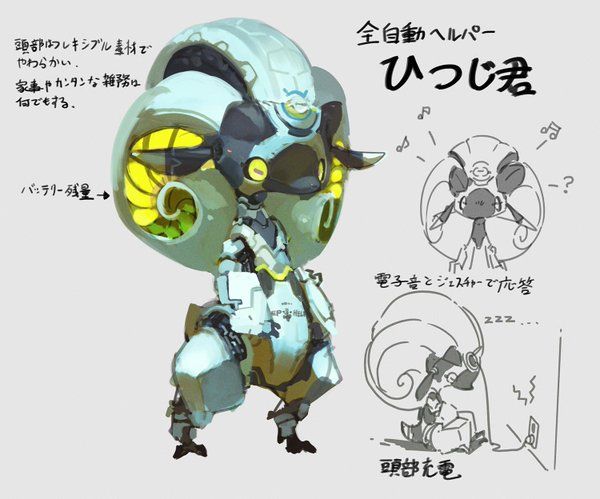 頭部はフレキシブル素材で
やわらかい.
家事やカンタンな雑務は
何でもする.
全自動ヘルパー
ひつじ君
バッテリー残量→
?
電子音とジェスチャーで応答
zzz...
頭部充電